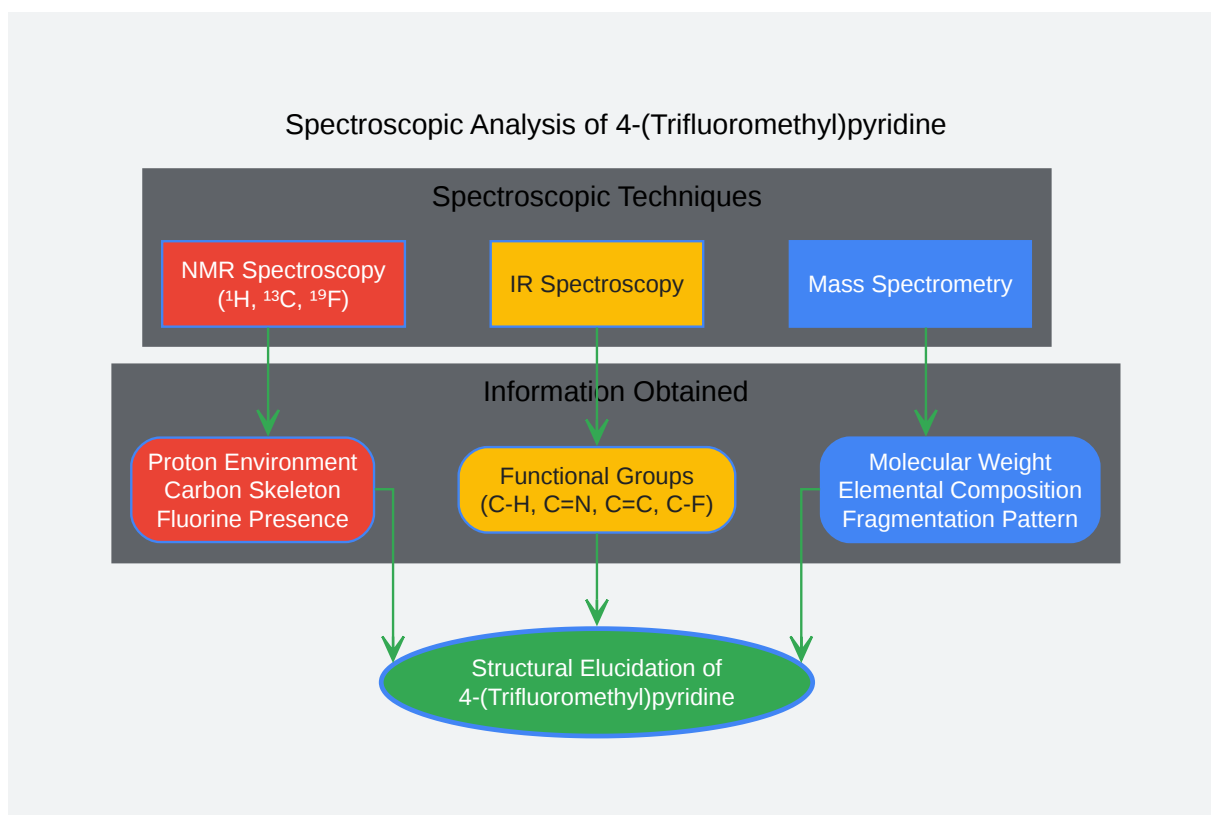 Spectroscopic Analysis of 4-(Trifluoromethyl)pyridine
Spectroscopic Techniques
NMR Spectroscopy
(¹H, ¹³C, ¹⁹F)
IR Spectroscopy
Mass Spectrometry
Information Obtained
Proton Environment
Carbon Skeleton
Fluorine Presence
Functional Groups
(C-H, C=N, C=C, C-F)
Molecular Weight
Elemental Composition
Fragmentation Pattern
Structural Elucidation of
4-(Trifluoromethyl)pyridine